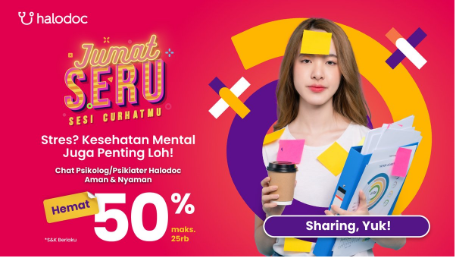 halodoc
Jumat
SERU
SESI CURHATMU
Stres? Kesehatan Mental
Juga Penting Loh!
Chat Psikolog/Psikiater Halodoc
Aman & Nyaman
Hemat
50%
maks.
25rb
*S&K Berlaku
Sharing, Yuk!